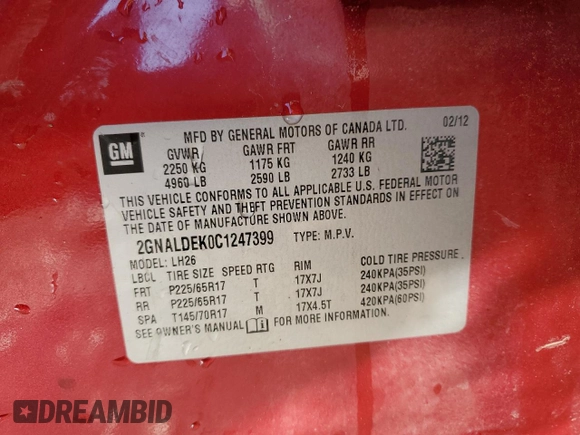 GM
02/12
MFD BY GENERAL MOTORS OF CANADA LTD.
GVWR GAWR FRT GAWR RR
2250 KG 1175 KG 1240 KG
4960 LB 2590 LB 2733 LB
THIS VEHICLE CONFORMS TO ALL APPLICABLE U.S. FEDERAL MOTOR
VEHICLE SAFETY AND THEFT PREVENTION STANDARDS IN EFFECT ON
THE DATE OF MANUFACTURE SHOWN ABOVE.
2GNALDEK0C1247399 TYPE: M.P.V.
MODEL: LH26
LBCL TIRE SIZE SPEED RTG RIM COLD TIRE PRESSURE
FRT P225/65R17 T 17X7J 240KPA(35PSI)
RR P225/65R17 T 17X7J 240KPA(35PSI)
SPA T145/70R17 M 17X4.5T 420KPA(60PSI)
SEE OWNER'S MANUAL FOR MORE INFORMATION.
DREAMBID